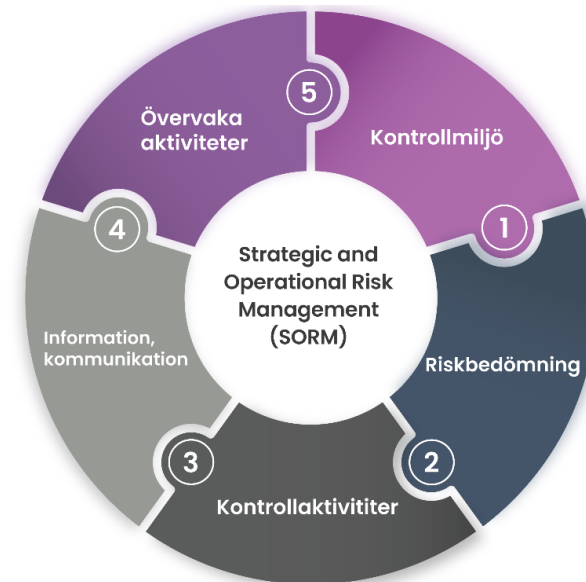 Strategic and
Operational Risk
Management
(SORM)
Kontrollmiljö
1
Riskbedömning
2
Kontrollaktivititer
3
Information,
kommunikation
4
Övervaka
aktiviteter
5